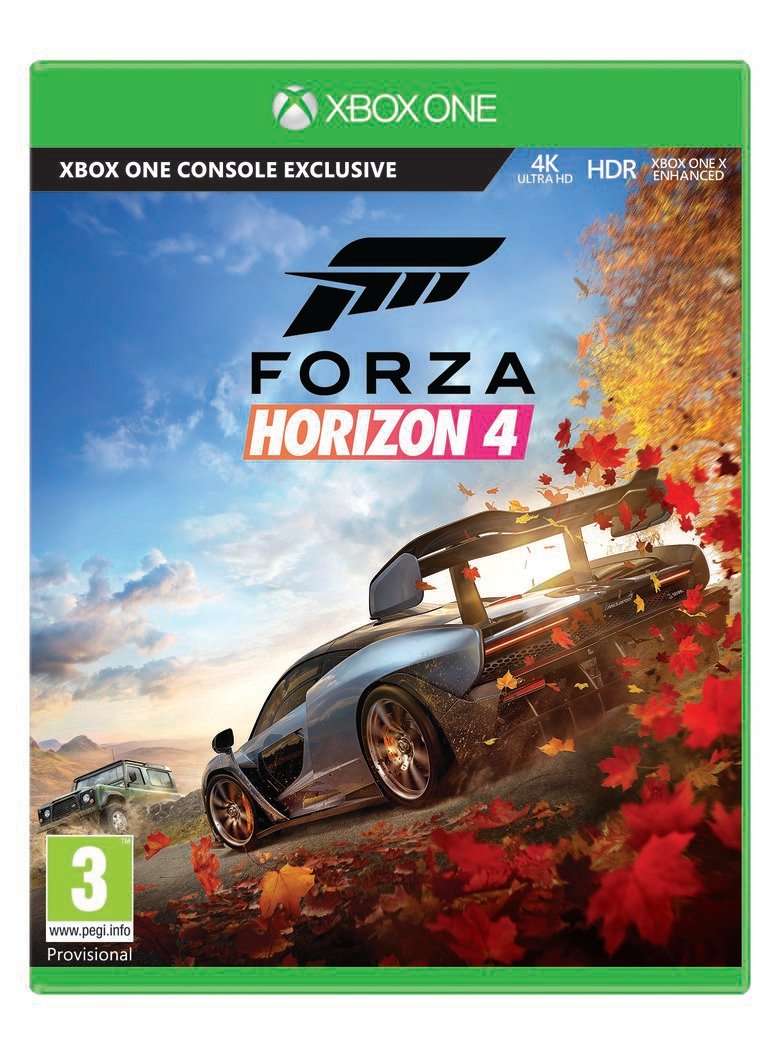 XBOX ONE
XBOX ONE CONSOLE EXCLUSIVE
4K
ULTRA HD
HDR
XBOX ONE X
ENHANCED
FORZA
HORIZON 4
3
TM
www.pegi.info
Provisional